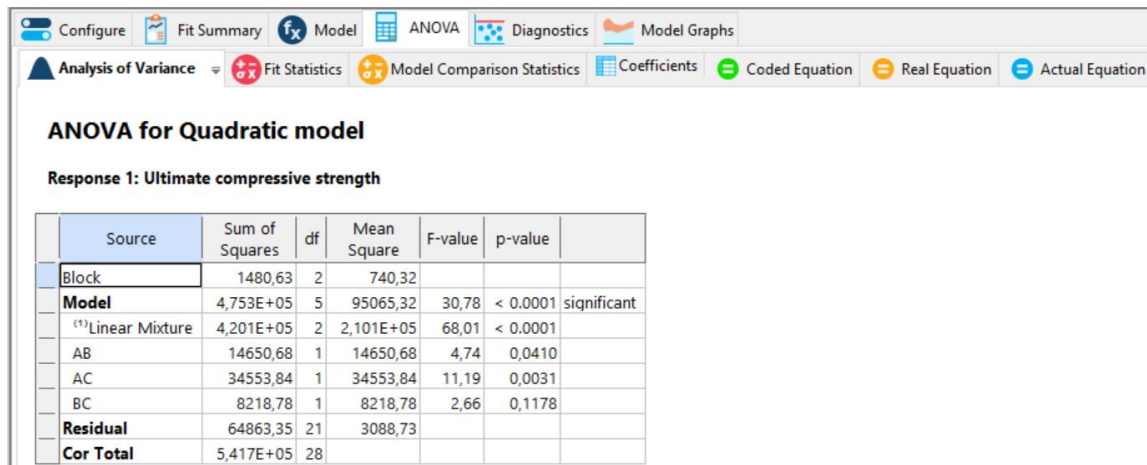 Configure Fit Summary fx Model ANOVA Diagnostics Model Graphs
Analysis of Variance Fit Statistics Model Comparison Statistics Coefficients Coded Equation Real Equation Actual Equation
ANOVA for Quadratic model
Response 1: Ultimate compressive strength
Source Sum of Squares df Mean Square F-value p-value
Block 1480,63 2 740,32
Model 4,753E+05 5 95065,32 30,78 < 0.0001 significant
⁽¹⁾Linear Mixture 4,201E+05 2 2,101E+05 68,01 < 0.0001
AB 14650,68 1 14650,68 4,74 0,0410
AC 34553,84 1 34553,84 11,19 0,0031
BC 8218,78 1 8218,78 2,66 0,1178
Residual 64863,35 21 3088,73
Cor Total 5,417E+05 28